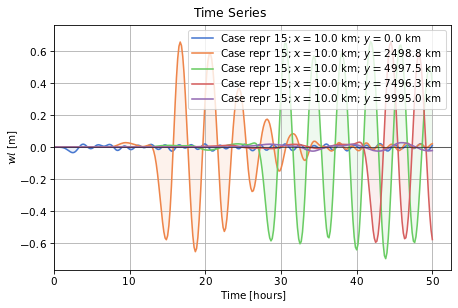 Time Series
Case repr 15; x = 10.0 km; y = 0.0 km
Case repr 15; x = 10.0 km; y = 2498.8 km
Case repr 15; x = 10.0 km; y = 4997.5 km
Case repr 15; x = 10.0 km; y = 7496.3 km
Case repr 15; x = 10.0 km; y = 9995.0 km
wl [m]
0.6
0.4
0.2
0.0
−0.2
−0.4
−0.6
0 10 20 30 40 50
Time [hours]